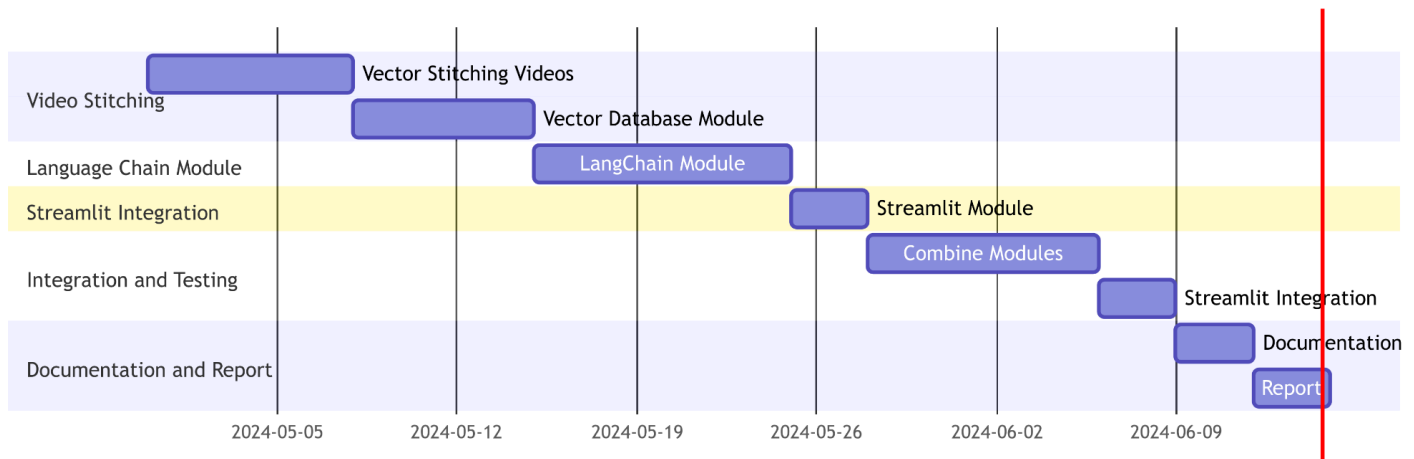 Video Stitching
Vector Stitching Videos
Vector Database Module
Language Chain Module
LangChain Module
Streamlit Integration
Streamlit Module
Integration and Testing
Combine Modules
Streamlit Integration
Documentation and Report
Documentation
Report
2024-05-05
2024-05-12
2024-05-19
2024-05-26
2024-06-02
2024-06-09